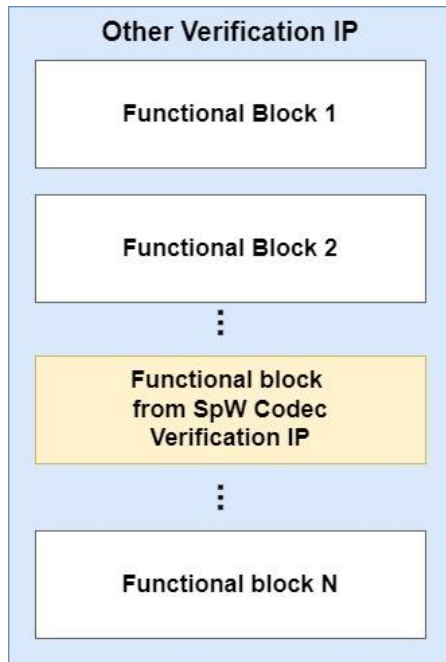 Other Verification IP
Functional Block 1
Functional Block 2
⋮
Functional block
from SpW Codec
Verification IP
⋮
Functional block N